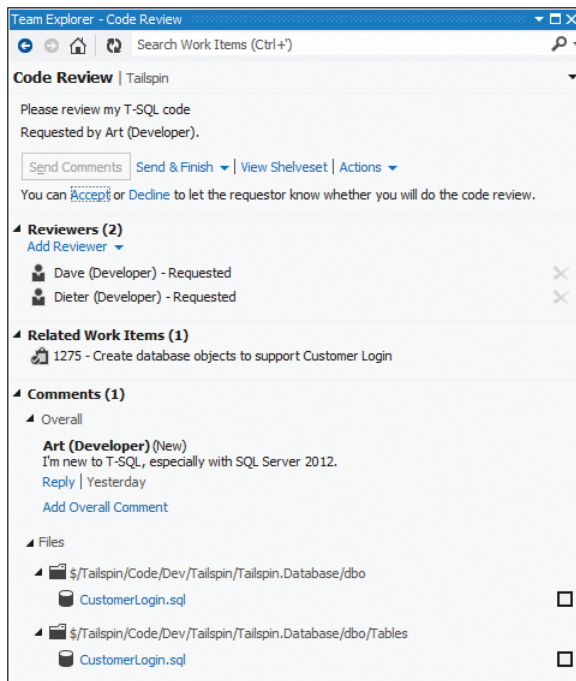 Team Explorer - Code Review
Search Work Items (Ctrl+')
Code Review | Tailspin
Please review my T-SQL code
Requested by Art (Developer).
Send Comments Send & Finish | View Shelveset | Actions
You can Accept or Decline to let the requestor know whether you will do the code review.
Reviewers (2)
Add Reviewer
Dave (Developer) - Requested
Dieter (Developer) - Requested
Related Work Items (1)
1275 - Create database objects to support Customer Login
Comments (1)
Overall
Art (Developer) (New)
I'm new to T-SQL, especially with SQL Server 2012.
Reply | Yesterday
Add Overall Comment
Files
$/Tailspin/Code/Dev/Tailspin/Tailspin.Database/dbo
CustomerLogin.sql
$/Tailspin/Code/Dev/Tailspin/Tailspin.Database/dbo/Tables
CustomerLogin.sql